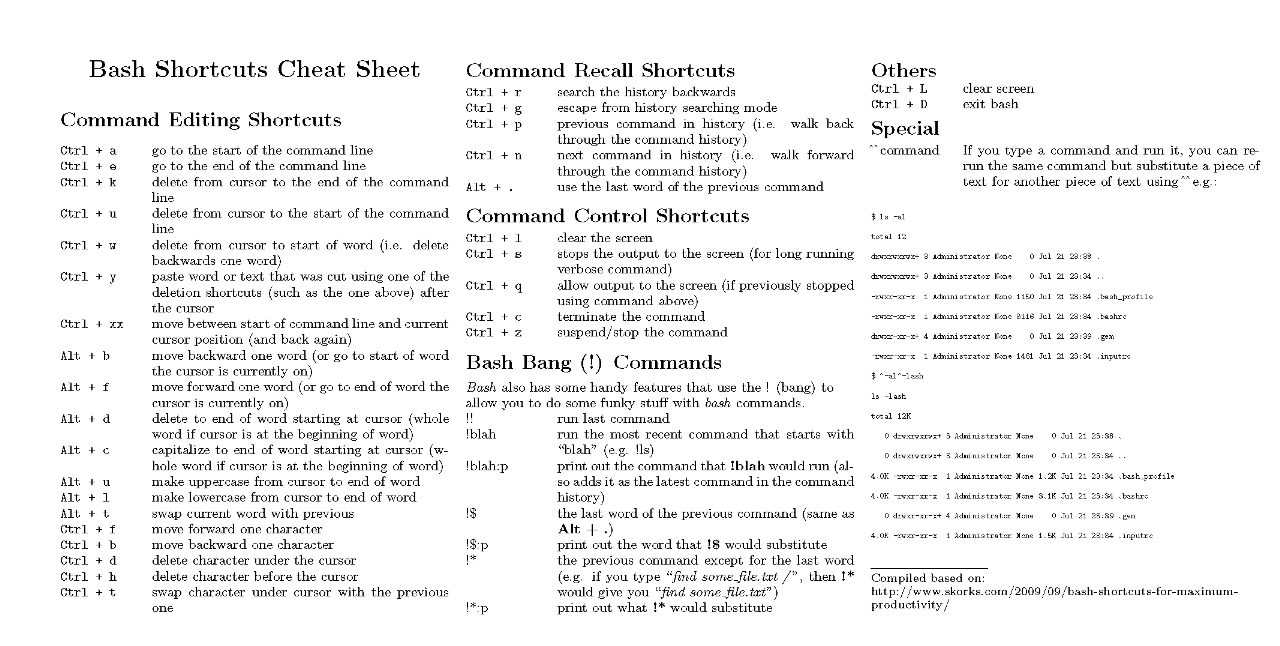 Bash Shortcuts Cheat Sheet
Command Editing Shortcuts
Ctrl + a go to the start of the command line
Ctrl + e go to the end of the command line
Ctrl + k delete from cursor to the end of the command
line
Ctrl + u delete from cursor to the start of the command
line
Ctrl + w delete from cursor to start of word (i.e. delete
backwards one word)
Ctrl + y paste word or text that was cut using one of the
deletion shortcuts (such as the one above) after
the cursor
Ctrl + xx move between start of command line and current
cursor position (and back again)
Alt + b move backward one word (or go to start of word
the cursor is currently on)
Alt + f move forward one word (or go to end of word the
cursor is currently on)
Alt + d delete to end of word starting at cursor (whole
word if cursor is at the beginning of word)
Alt + c capitalize to end of word starting at cursor (w-
hole word if cursor is at the beginning of word)
Alt + u make uppercase from cursor to end of word
Alt + l make lowercase from cursor to end of word
Alt + t swap current word with previous
Ctrl + f move forward one character
Ctrl + b move backward one character
Ctrl + d delete character under the cursor
Ctrl + h delete character before the cursor
Ctrl + t swap character under cursor with the previous
one
Command Recall Shortcuts
Ctrl + r search the history backwards
Ctrl + g escape from history searching mode
Ctrl + p previous command in history (i.e. walk back
through the command history)
Ctrl + n next command in history (i.e. walk forward
through the command history)
Alt + . use the last word of the previous command
Command Control Shortcuts
Ctrl + l clear the screen
Ctrl + s stops the output to the screen (for long running
verbose command)
Ctrl + q allow output to the screen (if previously stopped
using command above)
Ctrl + c terminate the command
Ctrl + z suspend/stop the command
Bash Bang (!) Commands
Bash also has some handy features that use the ! (bang) to
allow you to do some funky stuff with bash commands.
!! run last command
!blah run the most recent command that starts with
“blah” (e.g. !ls)
!blah:p print out the command that !blah would run (al-
so adds it as the latest command in the command
history)
!$ the last word of the previous command (same as
Alt + .)
!$:p print out the word that !$ would substitute
!* the previous command except for the last word
(e.g. if you type “find some_file.txt /”, then !*
would give you “find some_file.txt”)
!*:p print out what !* would substitute
Others
Ctrl + L clear screen
Ctrl + D exit bash
Special
^^command If you type a command and run it, you can re-
run the same command but substitute a piece of
text for another piece of text using ^^ e.g.:
$ ls -al
total 12
drwxrwxrwx+ 3 Administrator None 0 Jul 21 23:38 .
drwxrwxrwx+ 3 Administrator None 0 Jul 21 23:34 ..
-rwxr-xr-x 1 Administrator None 1150 Jul 21 23:34 .bash_profile
-rwxr-xr-x 1 Administrator None 3116 Jul 21 23:34 .bashrc
drwxr-xr-x+ 4 Administrator None 0 Jul 21 23:39 .gem
-rwxr-xr-x 1 Administrator None 1461 Jul 21 23:34 .inputrc
$ ^-al^-lash
ls -lash
total 12K
0 drwxrwxrwx+ 3 Administrator None 0 Jul 21 23:38 .
0 drwxrwxrwx+ 3 Administrator None 0 Jul 21 23:34 ..
4.0K -rwxr-xr-x 1 Administrator None 1.2K Jul 21 23:34 .bash_profile
4.0K -rwxr-xr-x 1 Administrator None 3.1K Jul 21 23:34 .bashrc
0 drwxr-xr-x+ 4 Administrator None 0 Jul 21 23:39 .gem
4.0K -rwxr-xr-x 1 Administrator None 1.5K Jul 21 23:34 .inputrc
Compiled based on:
http://www.skorks.com/2009/09/bash-shortcuts-for-maximum-
productivity/